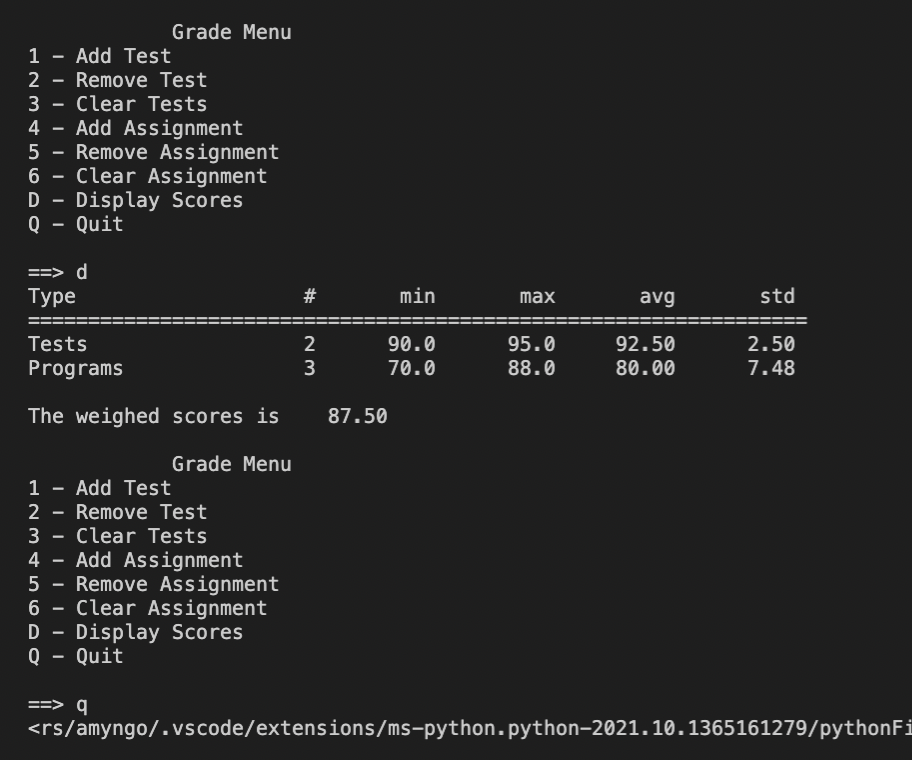 Grade Menu
1 - Add Test
2 - Remove Test
3 - Clear Tests
4 - Add Assignment
5 - Remove Assignment
6 - Clear Assignment
D - Display Scores
Q - Quit
==> d
Type # min max avg std
=================================================================
Tests 2 90.0 95.0 92.50 2.50
Programs 3 70.0 88.0 80.00 7.48
The weighed scores is 87.50
Grade Menu
1 - Add Test
2 - Remove Test
3 - Clear Tests
4 - Add Assignment
5 - Remove Assignment
6 - Clear Assignment
D - Display Scores
Q - Quit
==> q
<rs/amyngo/.vscode/extensions/ms-python.python-2021.10.1365161279/pythonFi